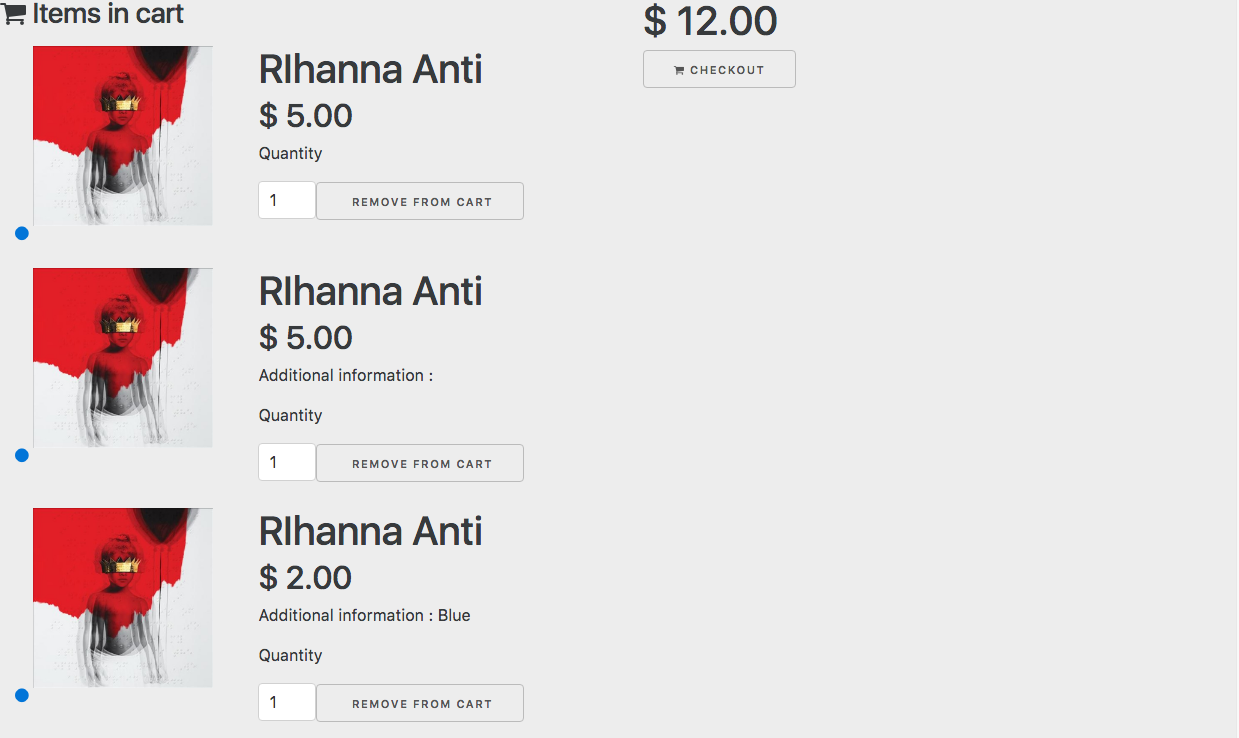 Items in cart
RIhanna Anti
$ 5.00
Quantity
1
REMOVE FROM CART
RIhanna Anti
$ 5.00
Additional information :
Quantity
1
REMOVE FROM CART
RIhanna Anti
$ 2.00
Additional information : Blue
Quantity
1
REMOVE FROM CART
$ 12.00
CHECKOUT